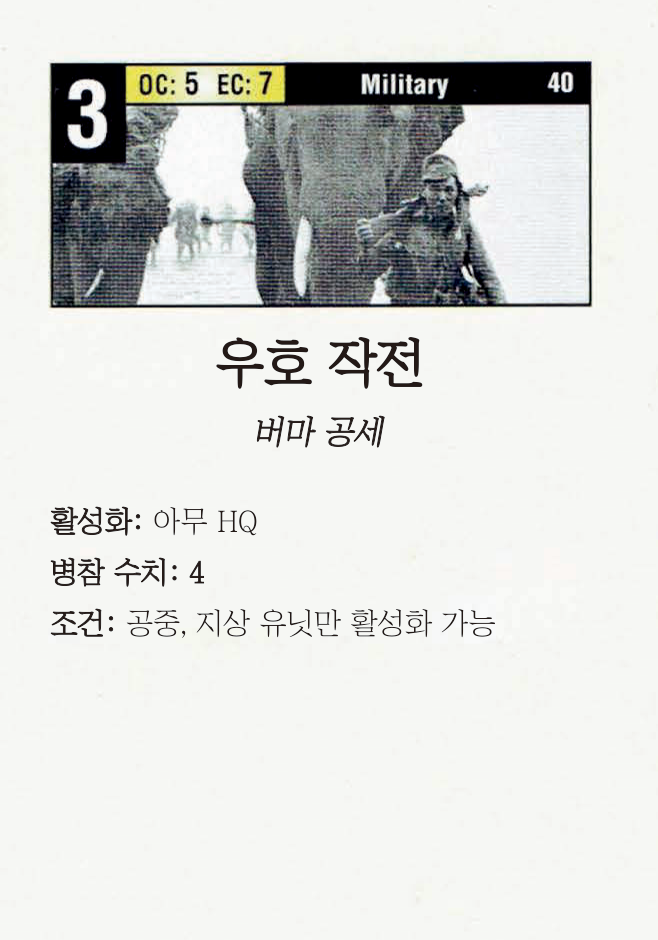 3 OC: 5 EC: 7 Military 40
우호 작전
버마 공세
활성화: 아무 HQ
병참 수치: 4
조건: 공중, 지상 유닛만 활성화 가능